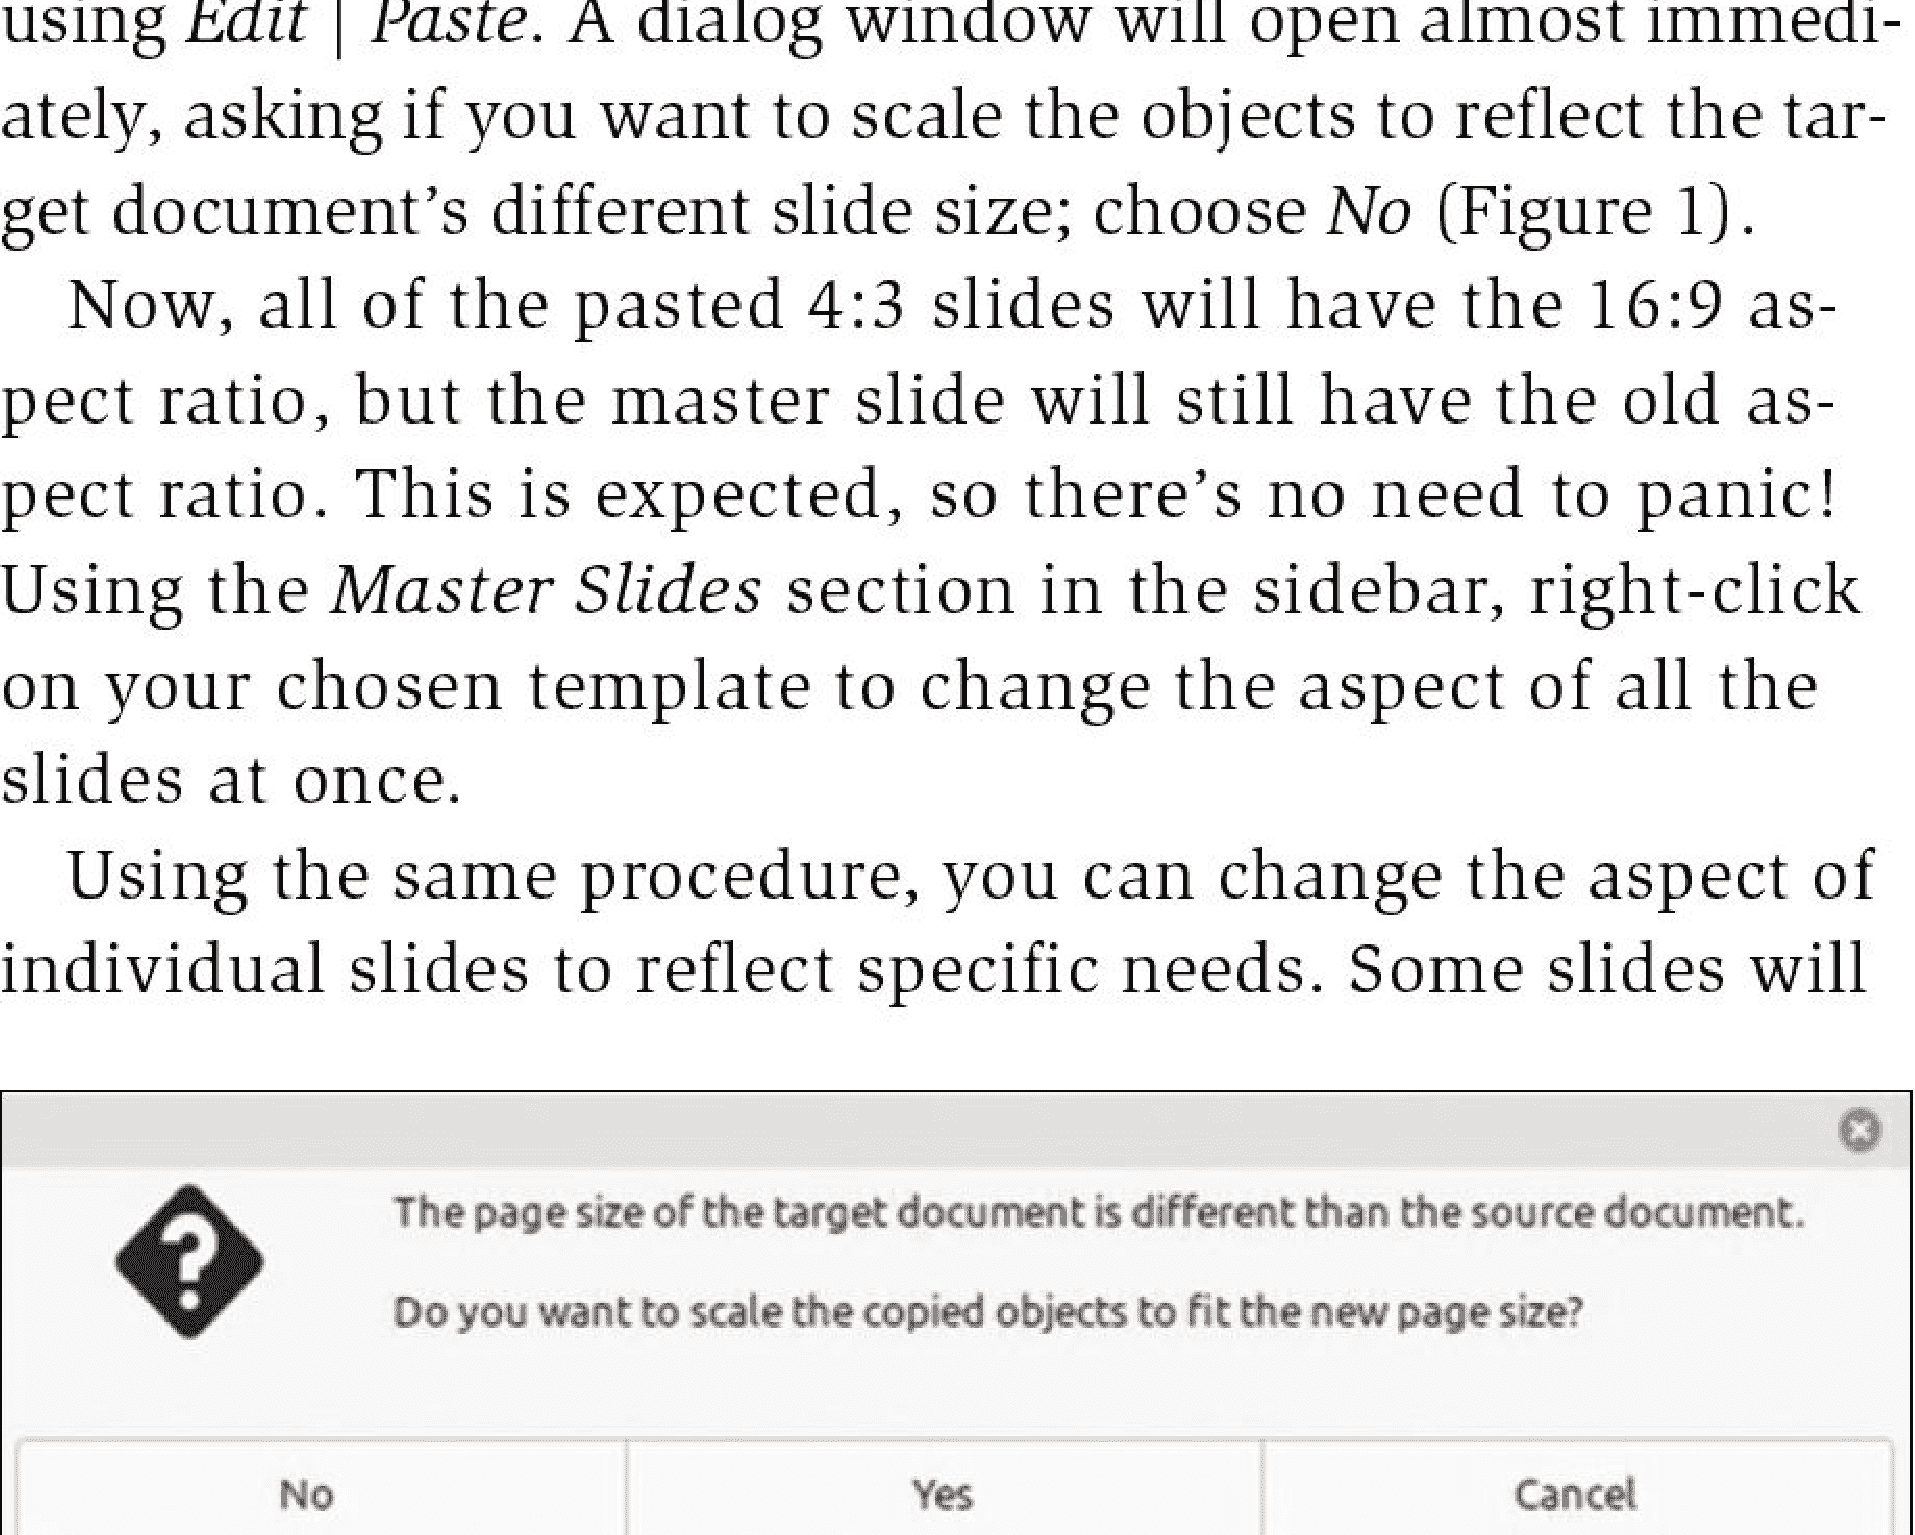 using Edit | Paste. A dialog window will open almost immedi-
ately, asking if you want to scale the objects to reflect the tar-
get document’s different slide size; choose No (Figure 1).
Now, all of the pasted 4:3 slides will have the 16:9 as-
pect ratio, but the master slide will still have the old as-
pect ratio. This is expected, so there’s no need to panic!
Using the Master Slides section in the sidebar, right-click
on your chosen template to change the aspect of all the
slides at once.
Using the same procedure, you can change the aspect of
individual slides to reflect specific needs. Some slides will
The page size of the target document is different than the source document.
Do you want to scale the copied objects to fit the new page size?
No Yes Cancel